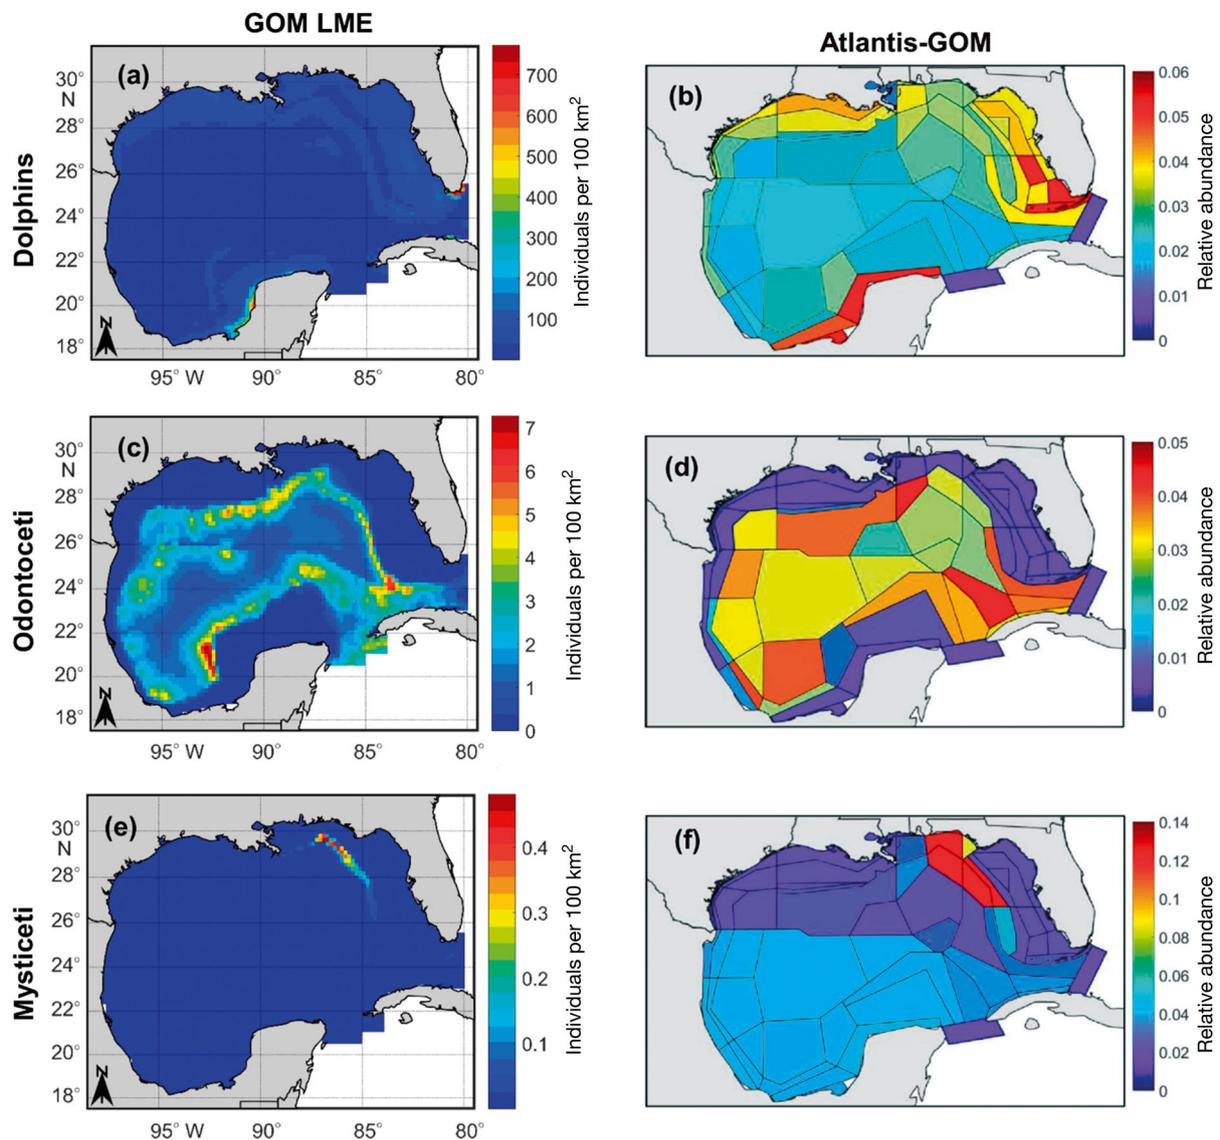 GOM LME
Atlantis-GOM
Dolphins
(a)
30°
N
28°
26°
24°
22°
20°
18°
N
95° W
90°
85°
80°
700
600
500
400
300
200
100
Individuals per 100 km²
(b)
0.06
0.05
0.04
0.03
0.02
0.01
0
Relative abundance
Odontoceti
(c)
30°
N
28°
26°
24°
22°
20°
18°
N
95° W
90°
85°
80°
7
6
5
4
3
2
1
0
Individuals per 100 km²
(d)
0.05
0.04
0.03
0.02
0.01
0
Relative abundance
Mysticeti
(e)
30°
N
28°
26°
24°
22°
20°
18°
N
95° W
90°
85°
80°
0.4
0.3
0.2
0.1
Individuals per 100 km²
(f)
0.14
0.12
0.1
0.08
0.06
0.04
0.02
0
Relative abundance